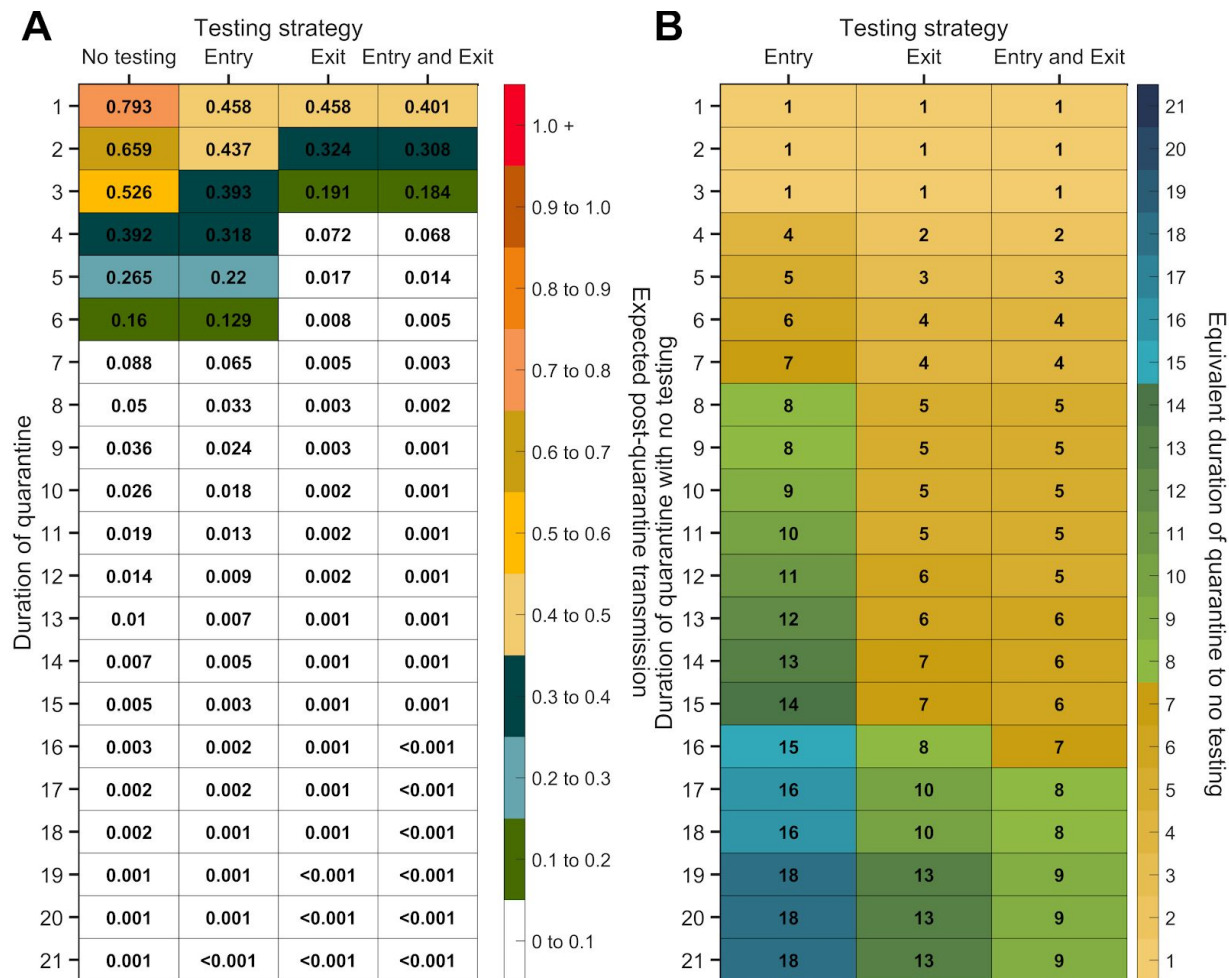 A
Testing strategy
No testing Entry Exit Entry and Exit
Duration of quarantine
1 0.793 0.458 0.458 0.401
2 0.659 0.437 0.324 0.308
3 0.526 0.393 0.191 0.184
4 0.392 0.318 0.072 0.068
5 0.265 0.22 0.017 0.014
6 0.16 0.129 0.008 0.005
7 0.088 0.065 0.005 0.003
8 0.05 0.033 0.003 0.002
9 0.036 0.024 0.003 0.001
10 0.026 0.018 0.002 0.001
11 0.019 0.013 0.002 0.001
12 0.014 0.009 0.002 0.001
13 0.01 0.007 0.001 0.001
14 0.007 0.005 0.001 0.001
15 0.005 0.003 0.001 0.001
16 0.003 0.002 0.001 <0.001
17 0.002 0.002 0.001 <0.001
18 0.002 0.001 0.001 <0.001
19 0.001 0.001 <0.001 <0.001
20 0.001 0.001 <0.001 <0.001
21 0.001 <0.001 <0.001 <0.001
1.0 +
0.9 to 1.0
0.8 to 0.9
0.7 to 0.8
0.6 to 0.7
0.5 to 0.6
0.4 to 0.5
0.3 to 0.4
0.2 to 0.3
0.1 to 0.2
0 to 0.1
Expected post-quarantine transmission
B
Testing strategy
Entry Exit Entry and Exit
Duration of quarantine with no testing
1 1 1 1
2 1 1 1
3 1 1 1
4 4 2 2
5 5 3 3
6 6 4 4
7 7 4 4
8 8 5 5
9 8 5 5
10 9 5 5
11 10 5 5
12 11 6 5
13 12 6 6
14 13 7 6
15 14 7 6
16 15 8 7
17 16 10 8
18 16 10 8
19 18 13 9
20 18 13 9
21 18 13 9
21
20
19
18
17
16
15
14
13
12
11
10
9
8
7
6
5
4
3
2
1
Equivalent duration of quarantine to no testing